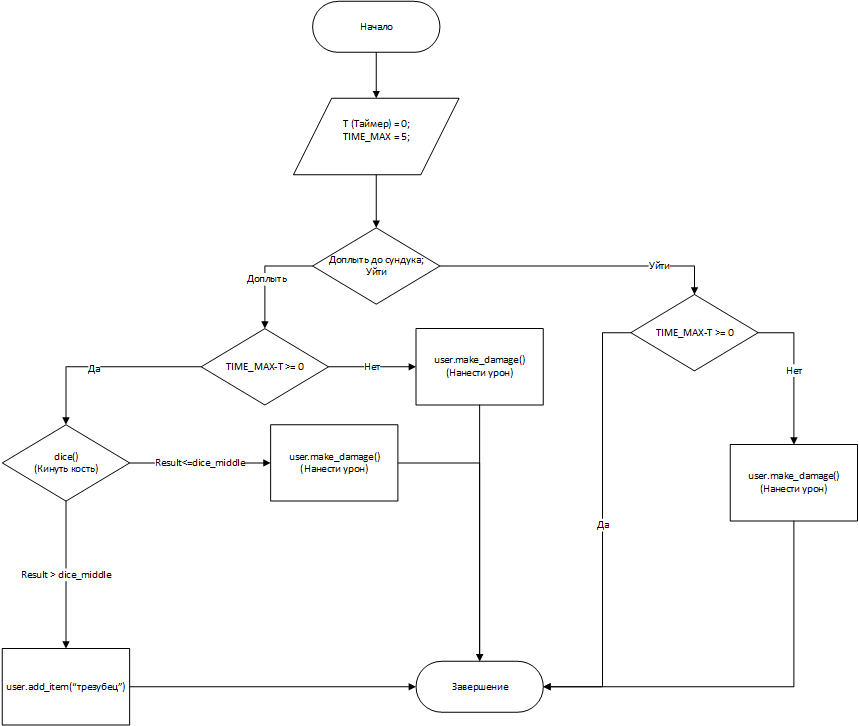 Начало
T (Таймер) = 0;
TIME_MAX = 5;
Доплыть до сундука;
Уйти
Доплыть
Уйти
TIME_MAX-T >= 0
Нет
user.make_damage()
(Нанести урон)
TIME_MAX-T >= 0
Да
Нет
dice()
(Кинуть кость)
Result<=dice_middle
user.make_damage()
(Нанести урон)
user.make_damage()
(Нанести урон)
Да
Result > dice_middle
user.add_item(“трезубец”)
Завершение